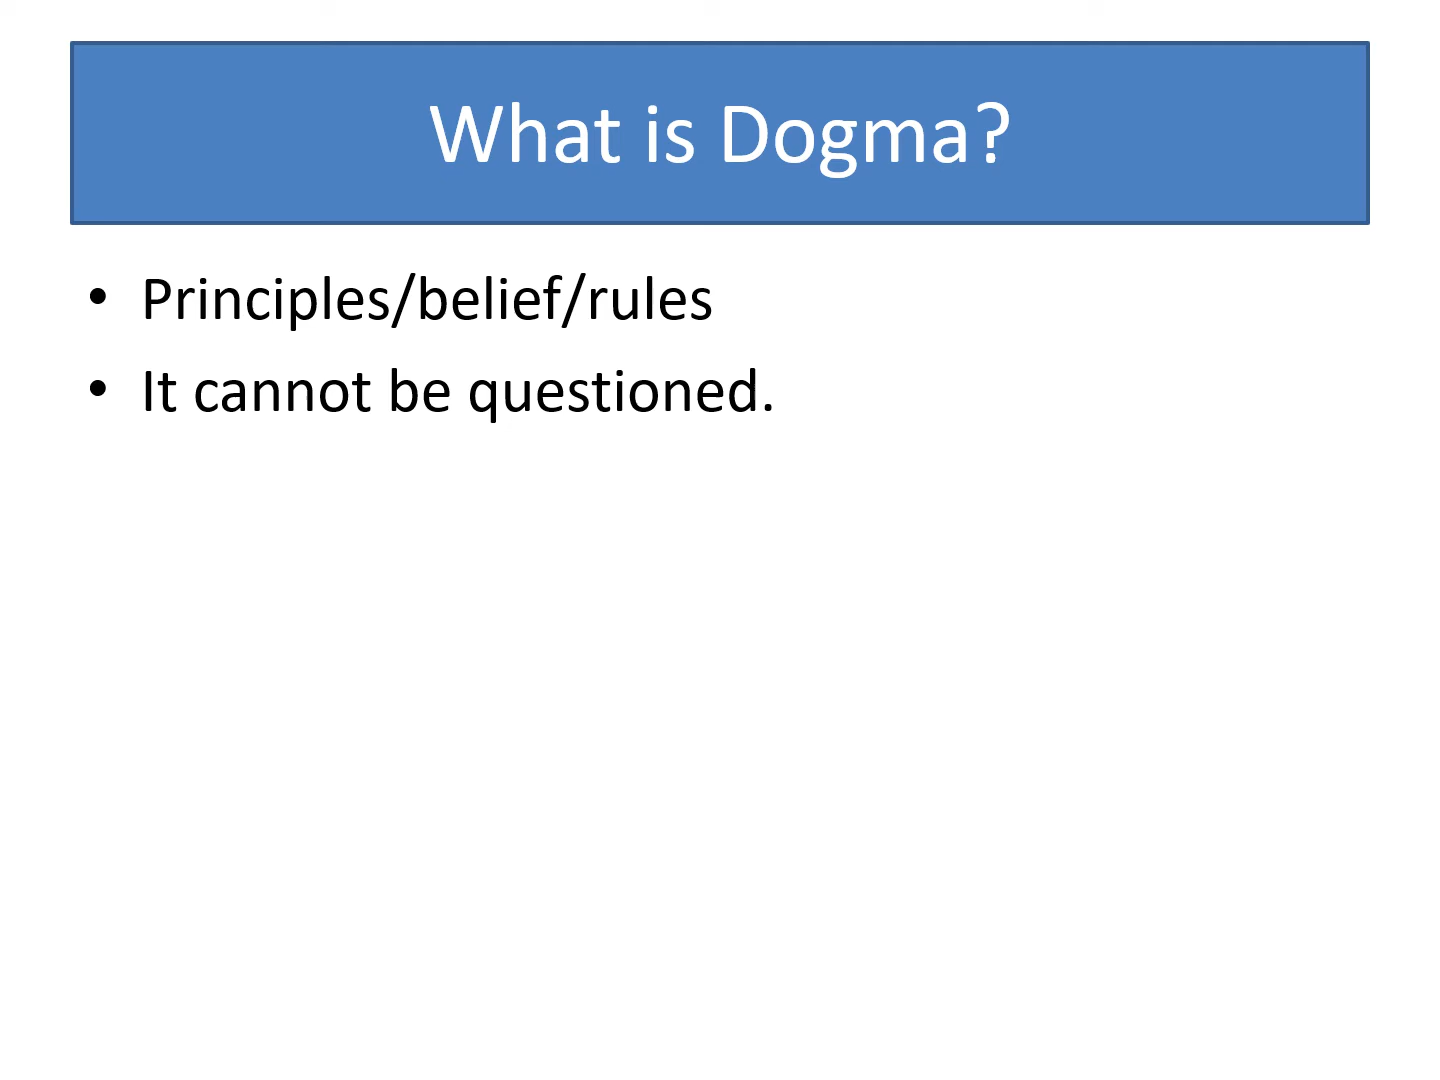 What is Dogma?
• Principles/belief/rules
• It cannot be questioned.